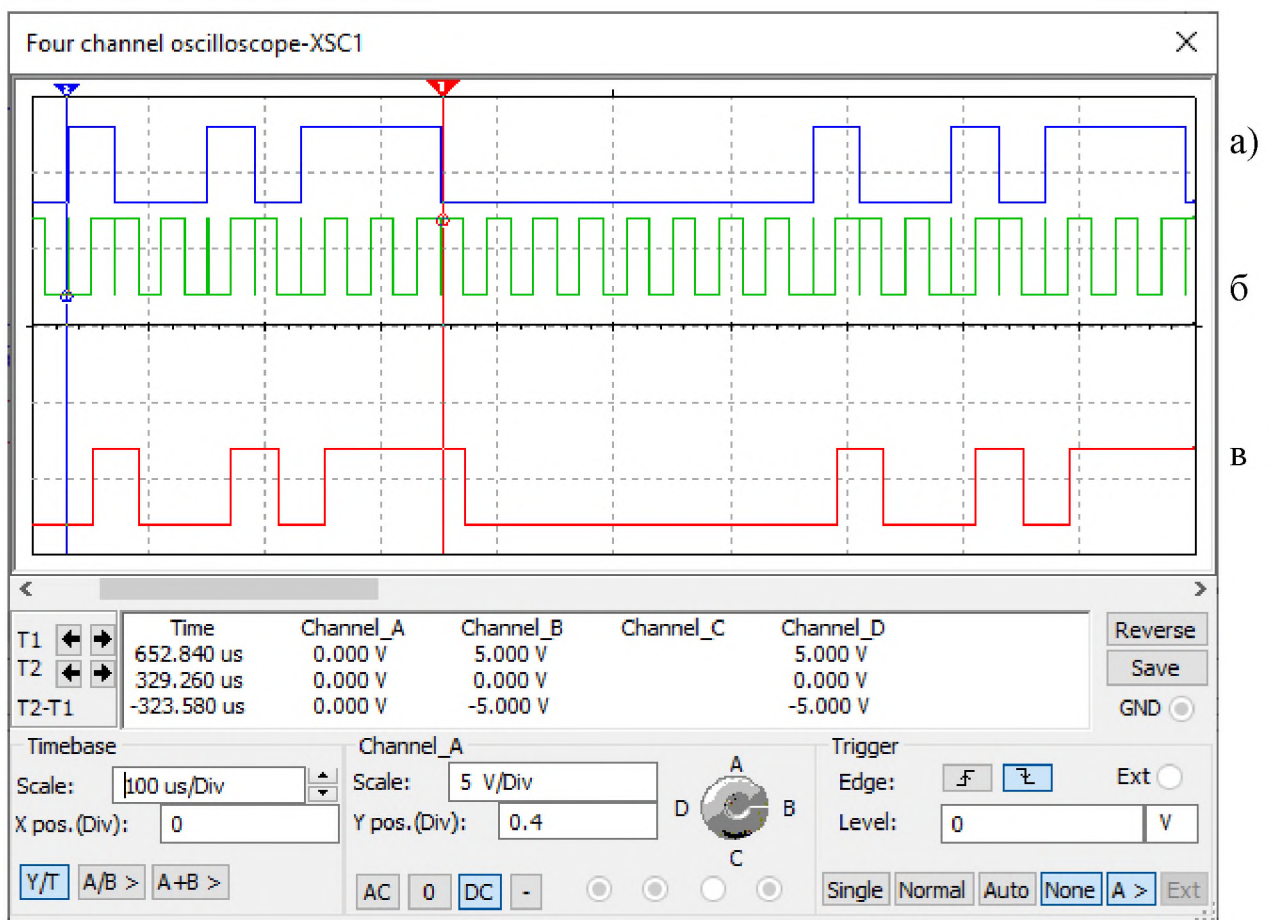 Four channel oscilloscope-XSC1
2
1
а)
б
в
Time Channel_A Channel_B Channel_C Channel_D
T1 652.840 us 0.000 V 5.000 V 5.000 V
T2 329.260 us 0.000 V 0.000 V 0.000 V
T2-T1 -323.580 us 0.000 V -5.000 V -5.000 V
Reverse
Save
GND
Timebase
Scale: 100 us/Div
X pos.(Div): 0
Y/T A/B > A+B >
Channel_A
Scale: 5 V/Div
Y pos.(Div): 0.4
AC 0 DC -
A
D B
C
Trigger
Edge: Ext
Level: 0 V
Single Normal Auto None A > Ext